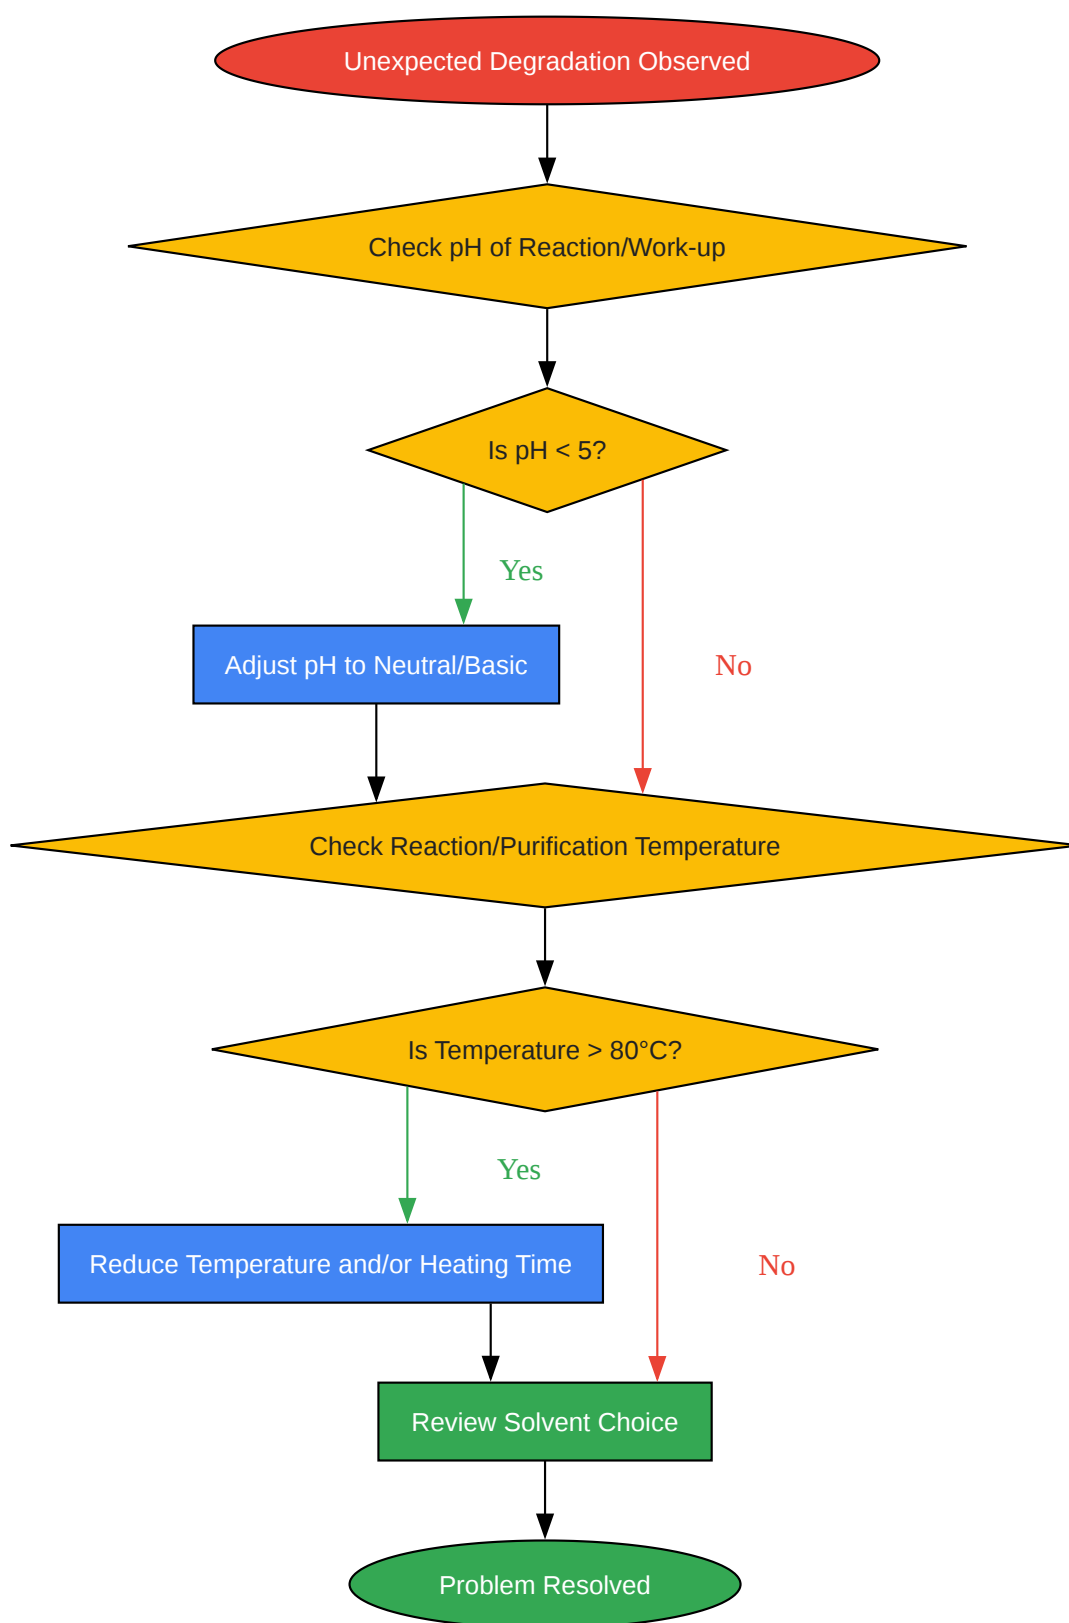 Unexpected Degradation Observed
Check pH of Reaction/Work-up
Is pH < 5?
Yes
Adjust pH to Neutral/Basic
No
Check Reaction/Purification Temperature
Is Temperature > 80°C?
Yes
Reduce Temperature and/or Heating Time
No
Review Solvent Choice
Problem Resolved